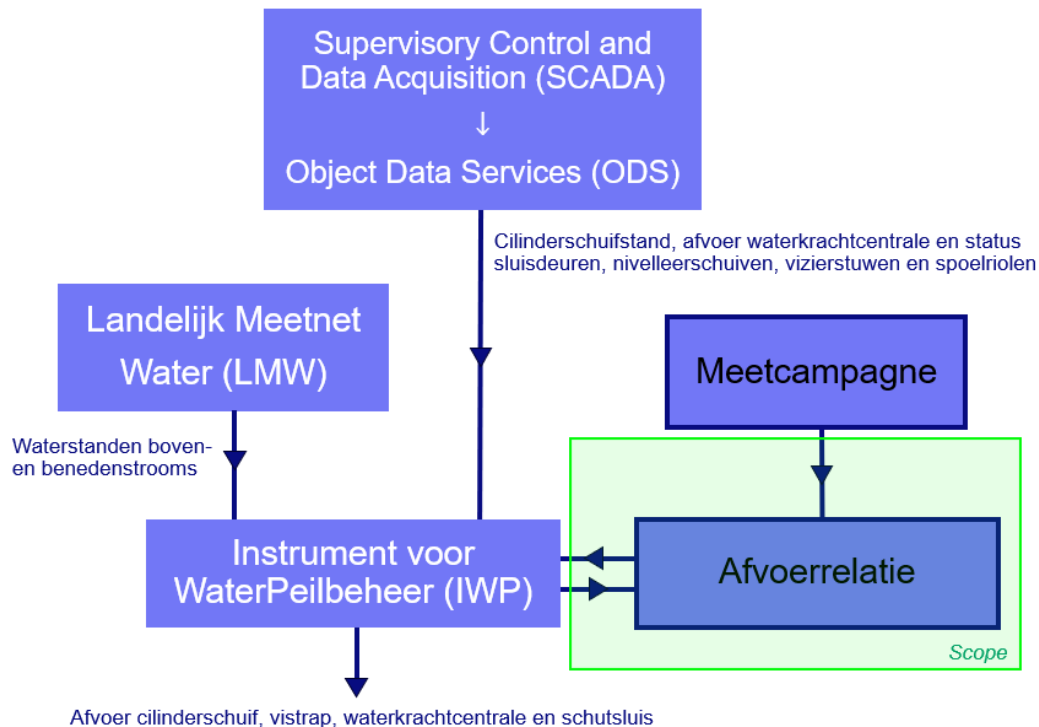 Supervisory Control and
Data Acquisition (SCADA)
↓
Object Data Services (ODS)
Cilinderschuifstand, afvoer waterkrachtcentrale en status
sluisdeuren, nivelleerschuiven, vizierstuwen en spoelriolen
Landelijk Meetnet
Water (LMW)
Meetcampagne
Waterstanden boven-
en benedenstrooms
Instrument voor
WaterPeilbeheer (IWP)
Afvoerrelatie
Scope
Afvoer cilinderschuif, vistrap, waterkrachtcentrale en schutsluis